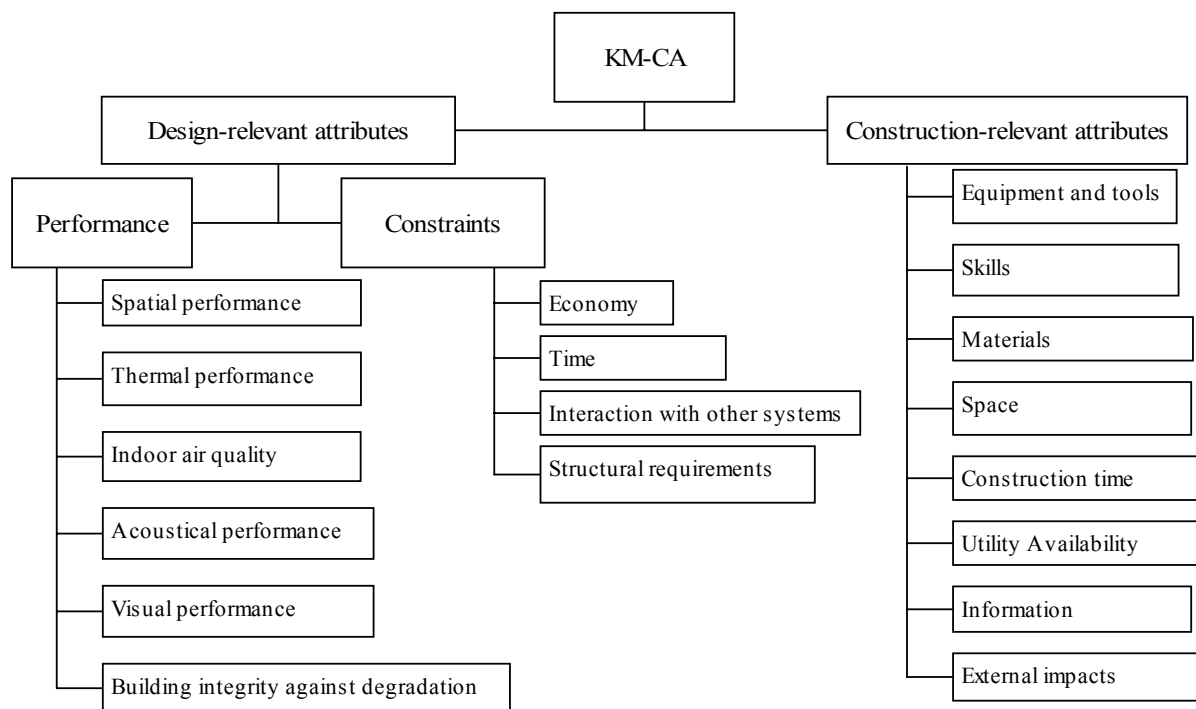 KM-CA
Design-relevant attributes
Construction-relevant attributes
Performance
Constraints
Spatial performance
Thermal performance
Indoor air quality
Acoustical performance
Visual performance
Building integrity against degradation
Economy
Time
Interaction with other systems
Structural requirements
Equipment and tools
Skills
Materials
Space
Construction time
Utility Availability
Information
External impacts